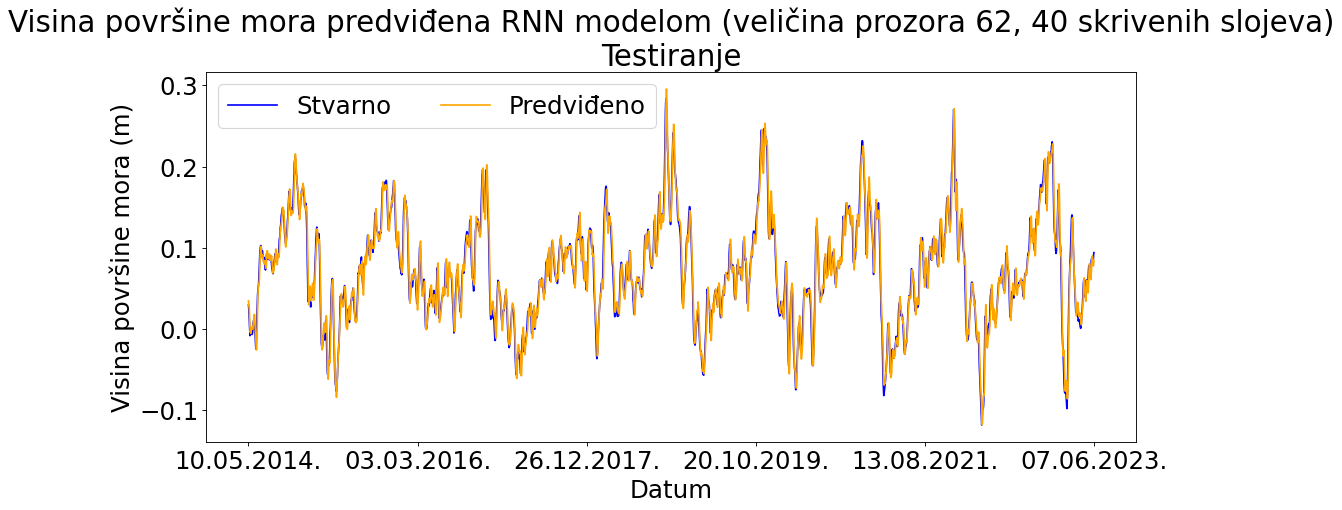 Visina površine mora predviđena RNN modelom (veličina prozora 62, 40 skrivenih slojeva)
Testiranje
Stvarno
Predviđeno
Visina površine mora (m)
0.3
0.2
0.1
0.0
−0.1
10.05.2014.
03.03.2016.
26.12.2017.
20.10.2019.
13.08.2021.
07.06.2023.
Datum